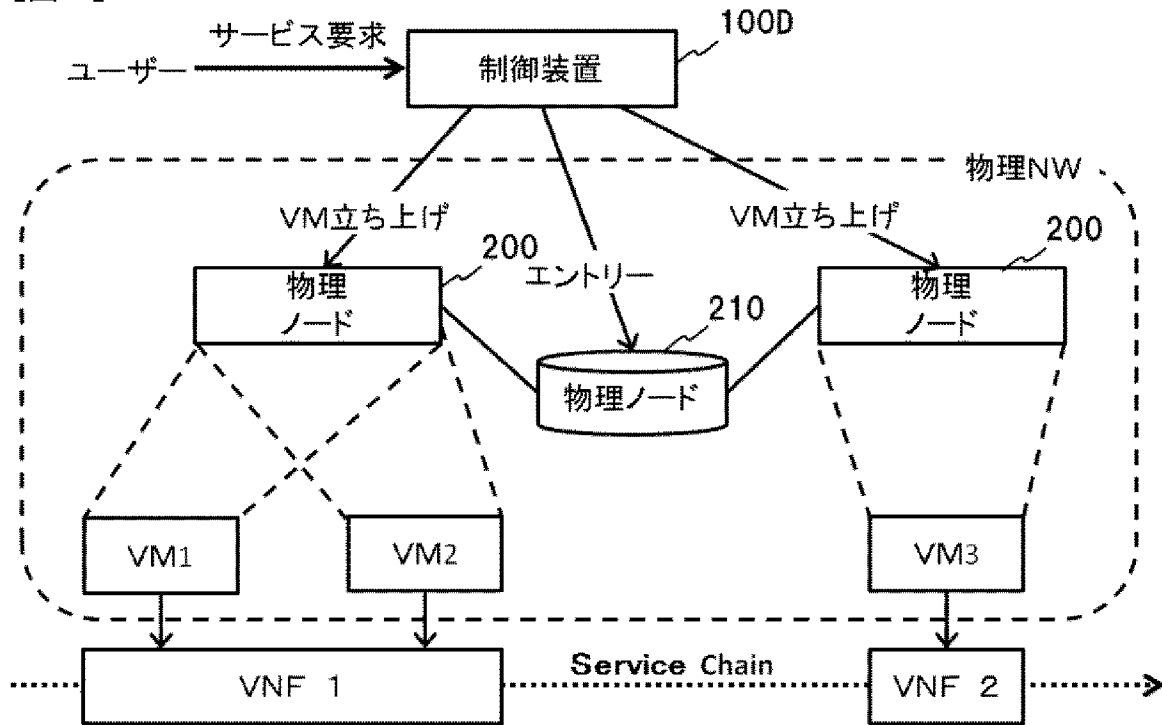 サービス要求
100D
ユーザー
制御装置
物理NW
VM立ち上げ
VM立ち上げ
200
200
エントリー
物理
ノード
物理
ノード
210
物理ノード
VM1
VM2
VM3
Service Chain
VNF 1
VNF 2